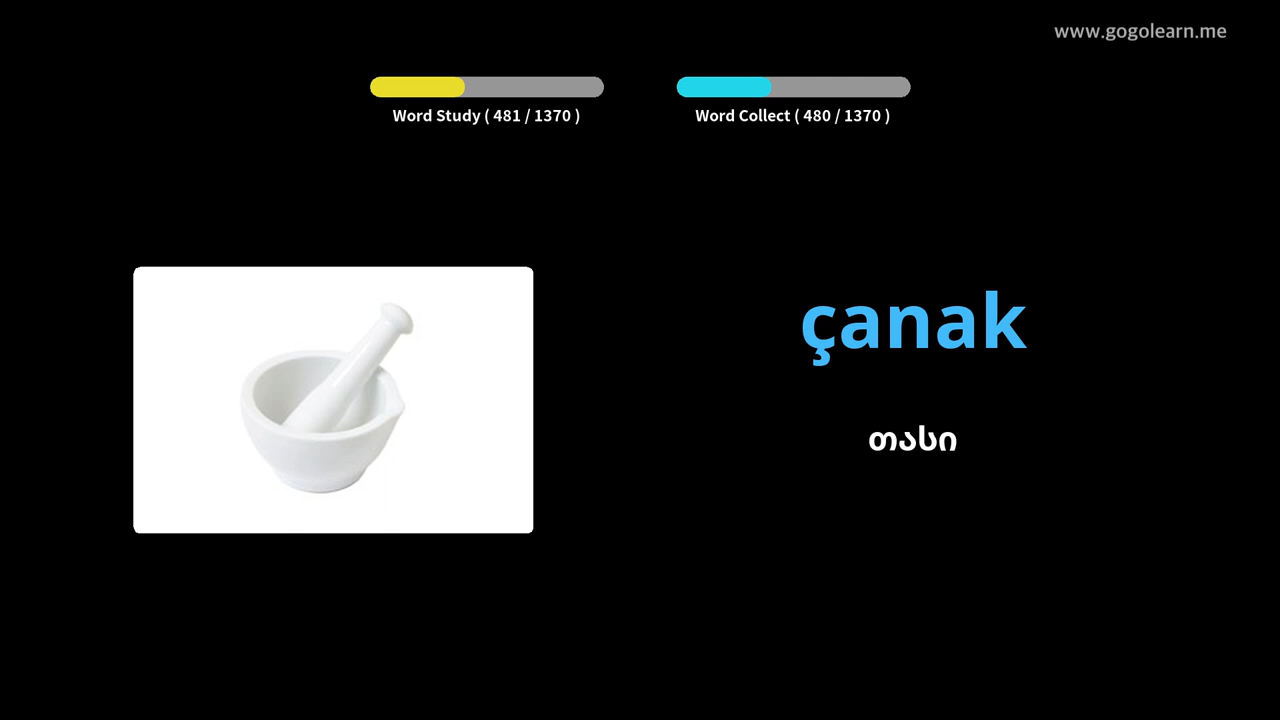 www.gogolearn.me
Word Study ( 481 / 1370 )
Word Collect ( 480 / 1370 )
çanak
თასი